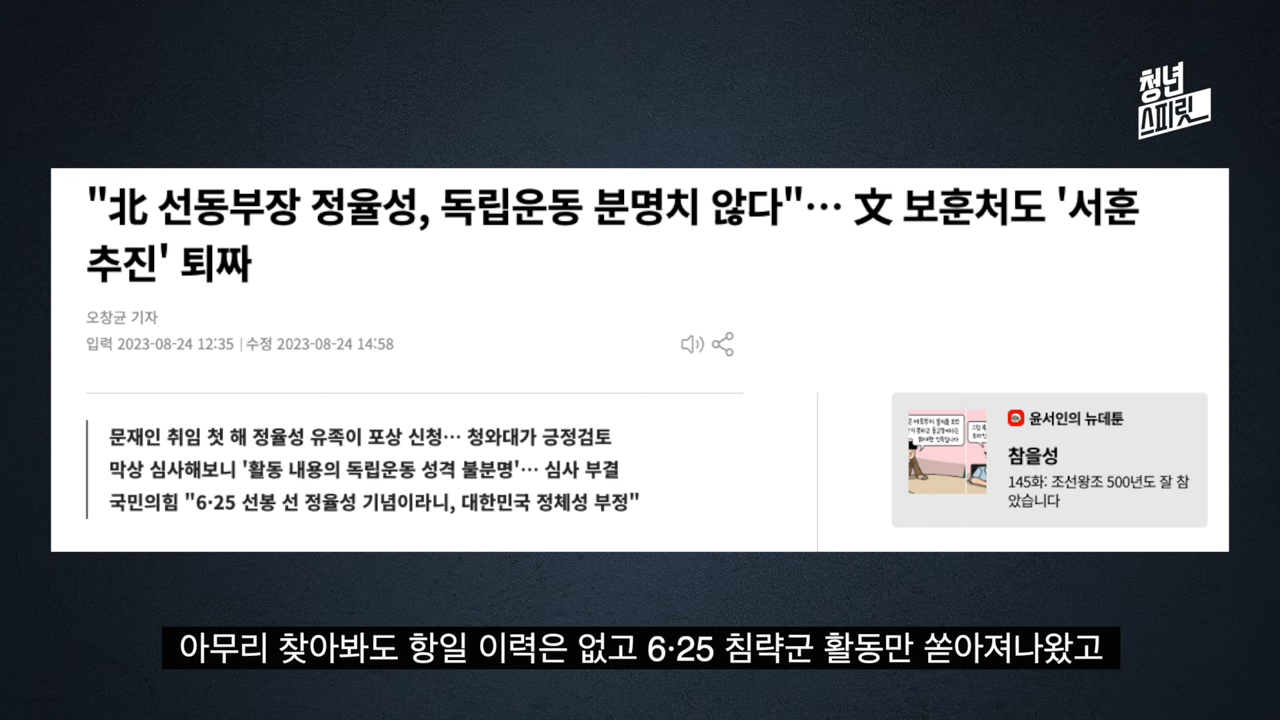 청년
스피릿
"北 선동부장 정율성, 독립운동 분명치 않다"… 文 보훈처도 '서훈
추진' 퇴짜
오창균 기자
입력 2023-08-24 12:35 | 수정 2023-08-24 14:58
문재인 취임 첫 해 정율성 유족이 포상 신청… 청와대가 긍정검토
막상 심사해보니 '활동 내용의 독립운동 성격 불분명'… 심사 부결
국민의힘 "6·25 선봉 선 정율성 기념이라니, 대한민국 정체성 부정"
윤서인의 뉴데툰
참을성
145화: 조선왕조 500년도 잘 참
았습니다
아무리 찾아봐도 항일 이력은 없고 6·25 침략군 활동만 쏟아져나왔고